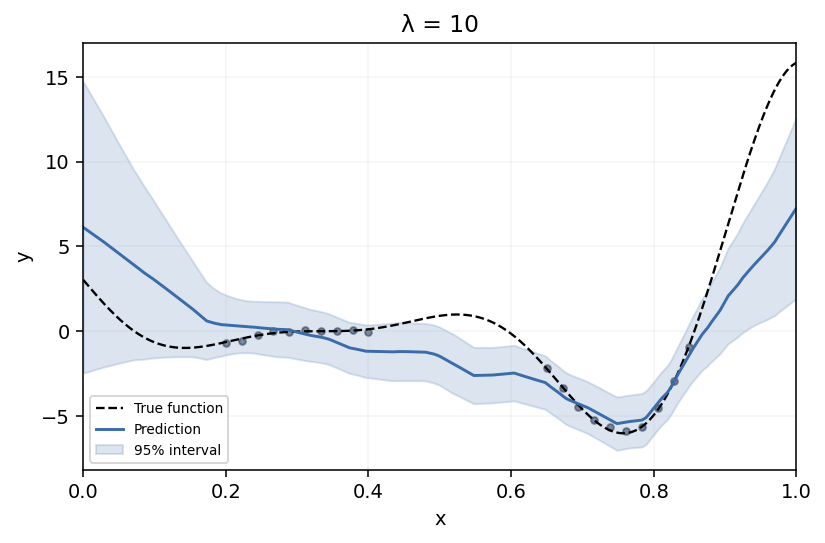 λ = 10
y
15
10
5
0
−5
True function
Prediction
95% interval
0.0 0.2 0.4 0.6 0.8 1.0
x